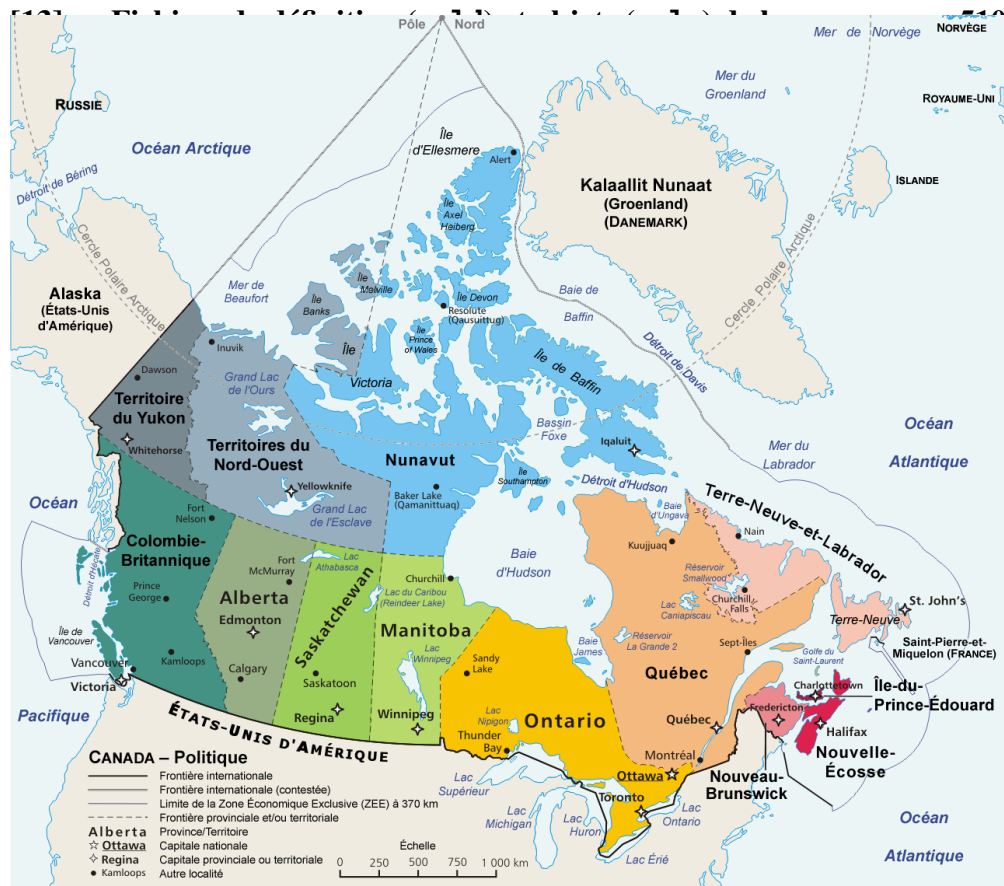 Pôle Nord
Mer de Norvège
NORVÈGE
Mer du
Groenland
RUSSIE
ROYAUME-UNI
Océan Arctique
Île
d'Ellesmere
Alert
Détroit de Béring
Kalaallit Nunaat
(Groenland)
(DANEMARK)
ISLANDE
Île
Axel
Heiberg
Cercle Polaire Arctique
Cercle Polaire Arctique
Alaska
(États-Unis
d'Amérique)
Mer de
Beaufort
Île
Melville
Île
Banks
Île Devon
Resolute
(Qausuittuq)
Baie de
Baffin
Île
Prince
of Wales
Île
Victoria
Inuvik
Île de Baffin
Détroit de Davis
Dawson
Grand Lac
de l'Ours
Territoire
du Yukon
Whitehorse
Bassin
Foxe
Iqaluit
Territoires du
Nord-Ouest
Nunavut
Mer du
Labrador
Océan
Atlantique
Île
Southampton
Détroit d'Hudson
Yellowknife
Baker Lake
(Qamanittuaq)
Océan
Grand Lac
de l'Esclave
Fort
Nelson
Baie
d'Ungava
Terre-Neuve-et-Labrador
Nain
Kuujjuaq
Colombie-
Britannique
Détroit d'Hécate
Fort
McMurray
Lac
Athabasca
Baie
d'Hudson
Réservoir
Smallwood
Churchill
Lac du Caribou
(Reindeer Lake)
Prince
George
Alberta
Edmonton
Saskatchewan
Manitoba
Churchill
Falls
Lac
Caniapiscau
St. John's
Terre-Neuve
Île de
Vancouver
Réservoir
La Grande 2
Sept-Îles
Saint-Pierre-et
Miquelon (FRANCE)
Kamloops
Calgary
Saskatoon
Lac
Winnipeg
Sandy
Lake
Baie
James
Québec
Golfe du
Saint-Laurent
Vancouver
Victoria
Charlottetown
Île-du-
Prince-Édouard
Pacifique
Regina
Winnipeg
Lac
Nipigon
Ontario
Québec
Fredericton
Halifax
ÉTATS-UNIS D'AMÉRIQUE
Thunder
Bay
Montréal
Nouvelle-
Écosse
Nouveau-
Brunswick
Ottawa
Lac
Supérieur
Toronto
Lac
Michigan
Lac
Huron
Lac
Ontario
Lac Érié
Océan
Atlantique
CANADA – Politique
Frontière internationale
Frontière internationale (contestée)
Limite de la Zone Économique Exclusive (ZEE) à 370 km
Frontière provinciale et/ou territoriale
Alberta Province/Territoire
Ottawa Capitale nationale
Regina Capitale provinciale ou territoriale
Kamloops Autre localité
Échelle
0 250 500 750 1 000 km